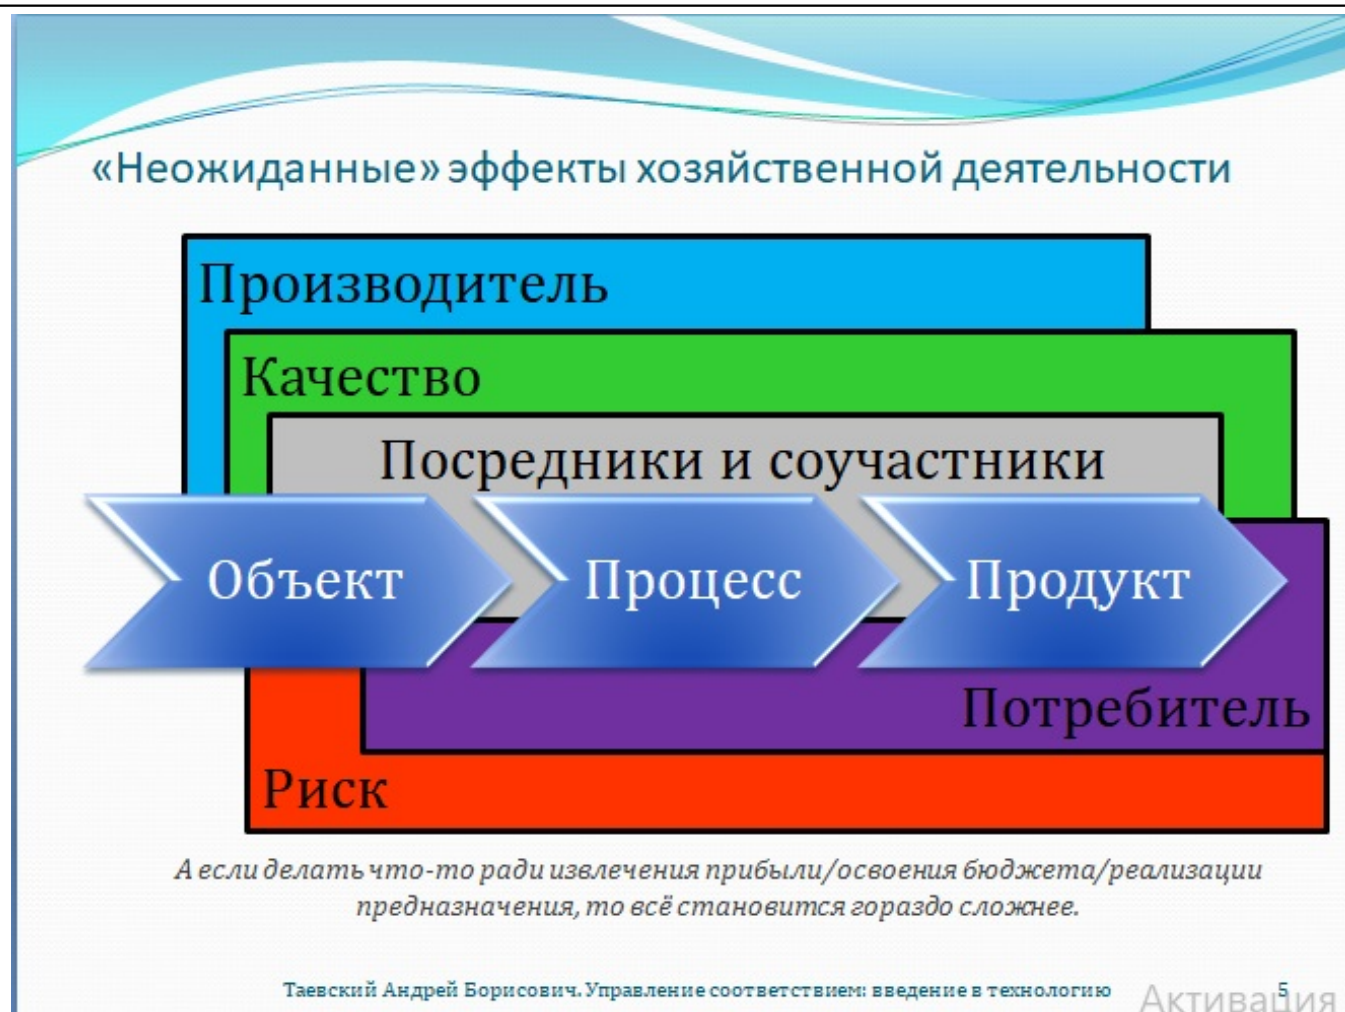 «Неожиданные» эффекты хозяйственной деятельности
Производитель
Качество
Посредники и соучастники
Объект
Процесс
Продукт
Потребитель
Риск
А если делать что-то ради извлечения прибыли/освоения бюджета/реализации
предназначения, то всё становится гораздо сложнее.
Таевский Андрей Борисович. Управление соответствием: введение в технологию
5
Активация